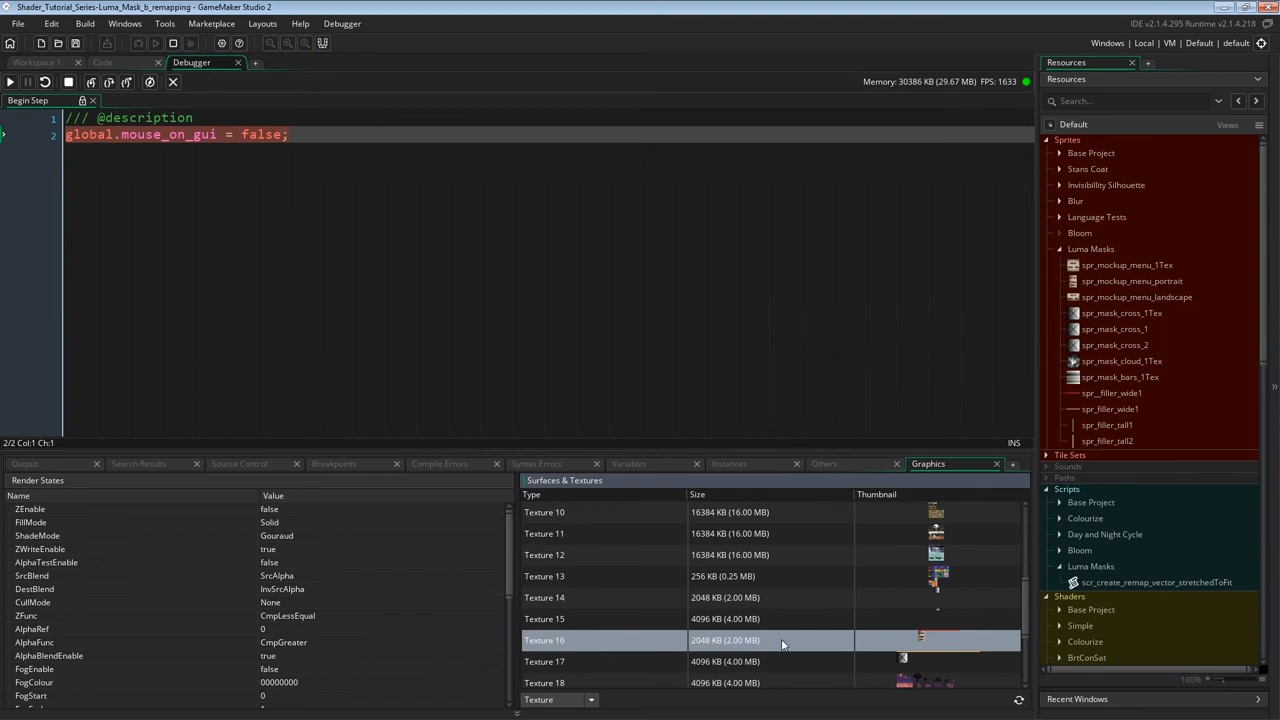 Shader_Tutorial_Series-Luma_Mask_b_remapping - GameMaker Studio 2
File Edit Build Windows Tools Marketplace Layouts Help Debugger
IDE v2.1.4.295 Runtime v2.1.4.218
Windows | Local | VM | Default | default
Workspace 1 Code Debugger
Memory: 30386 KB (29.67 MB) FPS: 1633
Begin Step
1 /// @description
2 global.mouse_on_gui = false;
2/2 Col:1 Ch:1 INS
Output Search Results Source Control Breakpoints Compile Errors Syntax Errors Variables Instances Others Graphics
Render States
Name Value
ZEnable false
FillMode Solid
ShadeMode Gouraud
ZWriteEnable true
AlphaTestEnable false
SrcBlend SrcAlpha
DestBlend InvSrcAlpha
CullMode None
ZFunc CmpLessEqual
AlphaRef 0
AlphaFunc CmpGreater
AlphaBlendEnable true
FogEnable false
FogColour 00000000
FogStart 0
Surfaces & Textures
Type Size Thumbnail
Texture 10 16384 KB (16.00 MB)
Texture 11 16384 KB (16.00 MB)
Texture 12 16384 KB (16.00 MB)
Texture 13 256 KB (0.25 MB)
Texture 14 2048 KB (2.00 MB)
Texture 15 4096 KB (4.00 MB)
Texture 16 2048 KB (2.00 MB)
Texture 17 4096 KB (4.00 MB)
Texture 18 4096 KB (4.00 MB)
Texture
Resources
Resources
Search...
Default Views
Sprites
Base Project
Stans Coat
Invisibillity Silhouette
Blur
Language Tests
Bloom
Luma Masks
spr_mockup_menu_1Tex
spr_mockup_menu_portrait
spr_mockup_menu_landscape
spr_mask_cross_1Tex
spr_mask_cross_1
spr_mask_cross_2
spr_mask_cloud_1Tex
spr_mask_bars_1Tex
spr__filler_wide1
spr_filler_wide1
spr_filler_tall1
spr_filler_tall2
Tile Sets
Sounds
Paths
Scripts
Base Project
Colourize
Day and Night Cycle
Bloom
Luma Masks
scr_create_remap_vector_stretchedToFit
Shaders
Base Project
Simple
Colourize
BrtConSat
100%
Recent Windows